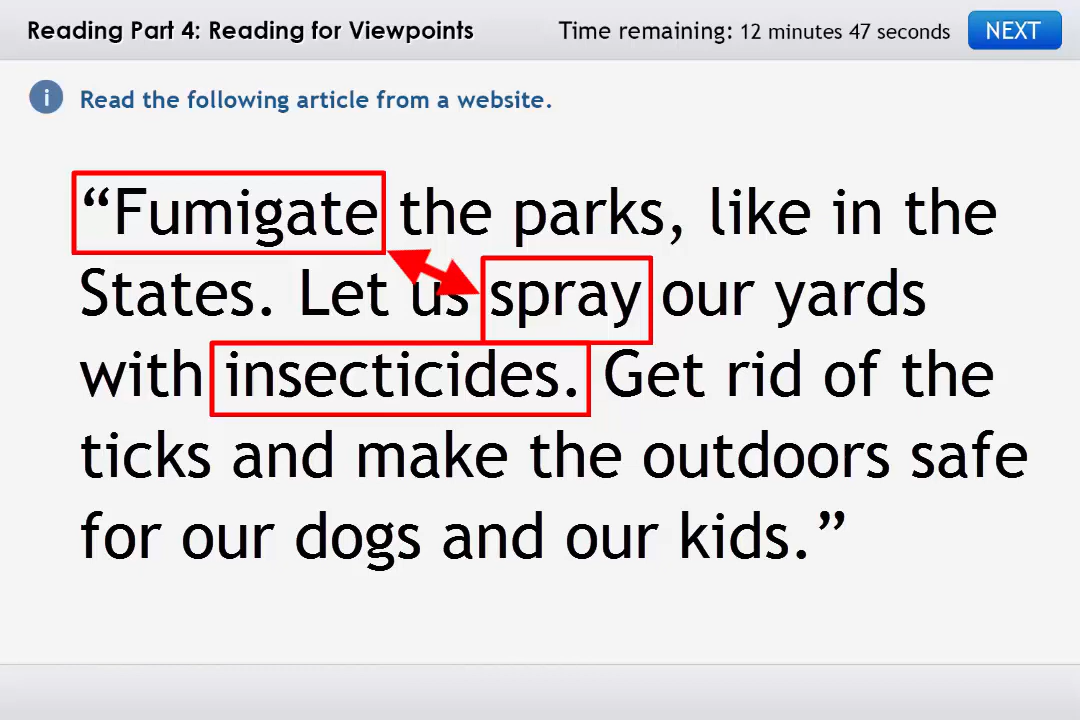 Reading Part 4: Reading for Viewpoints
Time remaining: 12 minutes 47 seconds
NEXT
i
Read the following article from a website.
“Fumigate the parks, like in the
States. Let us spray our yards
with insecticides. Get rid of the
ticks and make the outdoors safe
for our dogs and our kids.”